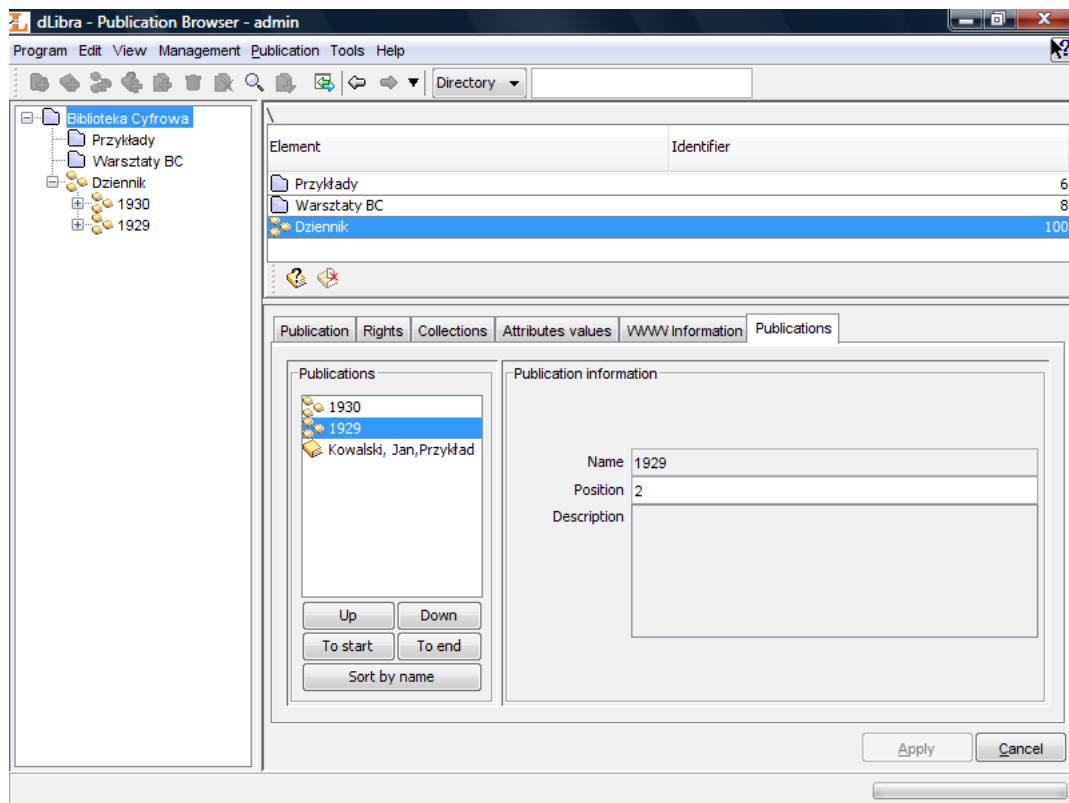 dLibra - Publication Browser - admin
Program Edit View Management Publication Tools Help
Directory
Biblioteka Cyfrowa
Przykłady
Warsztaty BC
Dziennik
1930
1929
\
Element Identifier
Przykłady 6
Warsztaty BC 8
Dziennik 100
Publication Rights Collections Attributes values WWW Information Publications
Publications
1930
1929
Kowalski, Jan,Przykład
Up Down
To start To end
Sort by name
Publication information
Name 1929
Position 2
Description
Apply Cancel